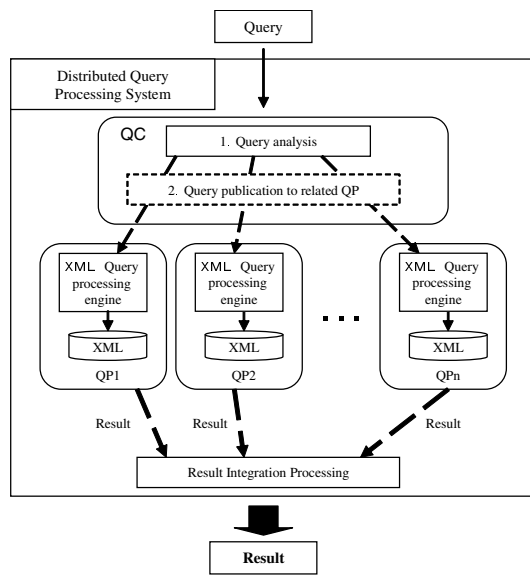 Query
Distributed Query
Processing System
QC
1. Query analysis
2. Query publication to related QP
XML Query
processing
engine
XML
QP1
XML Query
processing
engine
XML
QP2
...
XML Query
processing
engine
XML
QPn
Result
Result
Result
Result Integration Processing
Result